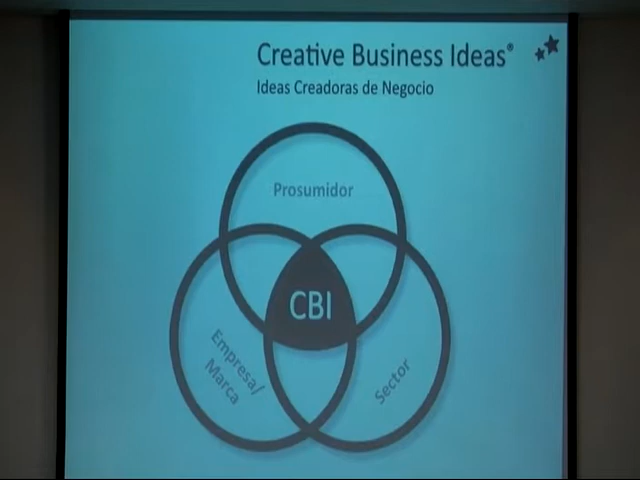 Creative Business Ideas®
Ideas Creadoras de Negocio
Prosumidor
CBI
Empresa/
Marca
Sector